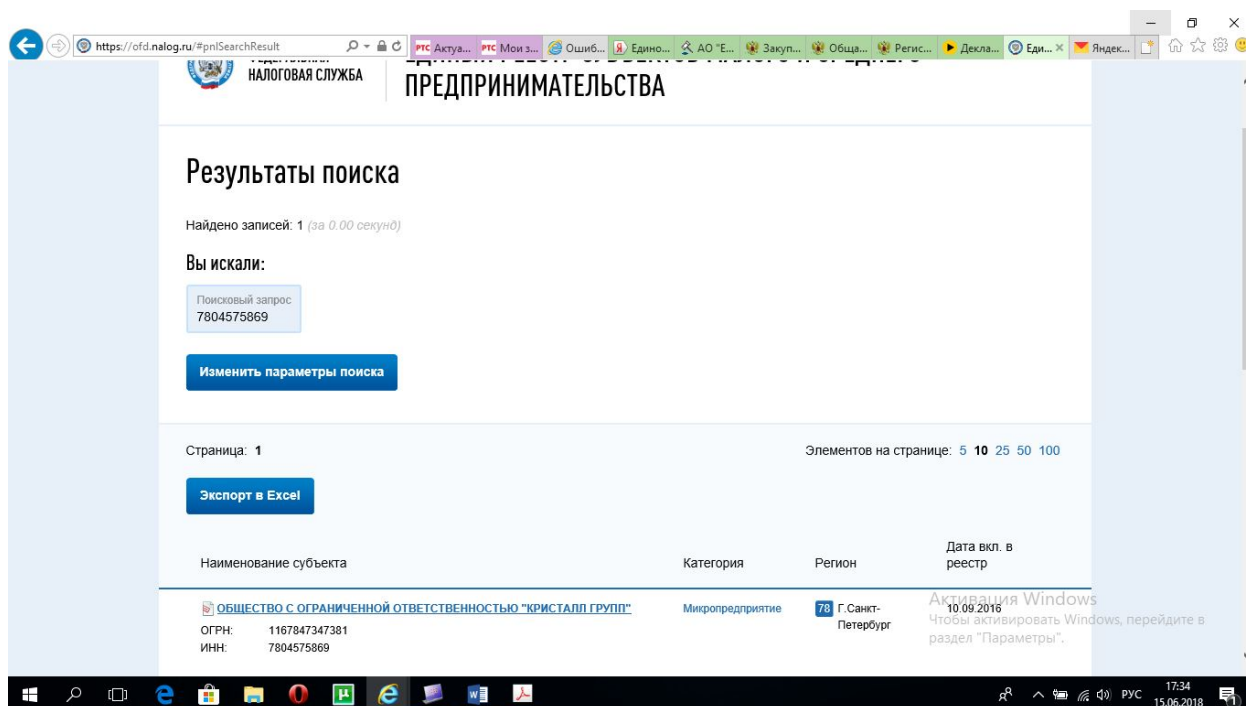 https://ofd.nalog.ru/#pnlSearchResult
РТС Актуа...
РТС Мои з...
Ошиб...
Я Едино...
АО "Е...
Закуп...
Обща...
Регис...
Декла...
Еди...
Яндек...
НАЛОГОВАЯ СЛУЖБА
ПРЕДПРИНИМАТЕЛЬСТВА
Результаты поиска
Найдено записей: 1 (за 0.00 секунд)
Вы искали:
Поисковый запрос
7804575869
Изменить параметры поиска
Страница: 1
Элементов на странице: 5 10 25 50 100
Экспорт в Excel
Наименование субъекта
Категория
Регион
Дата вкл. в
реестр
ОБЩЕСТВО С ОГРАНИЧЕННОЙ ОТВЕТСТВЕННОСТЬЮ "КРИСТАЛЛ ГРУПП"
Микропредприятие
78 Г.Санкт-
Петербург
10.09.2016
ОГРН: 1167847347381
ИНН: 7804575869
Активация Windows
Чтобы активировать Windows, перейдите в
раздел "Параметры".
РУС
17:34
15.06.2018